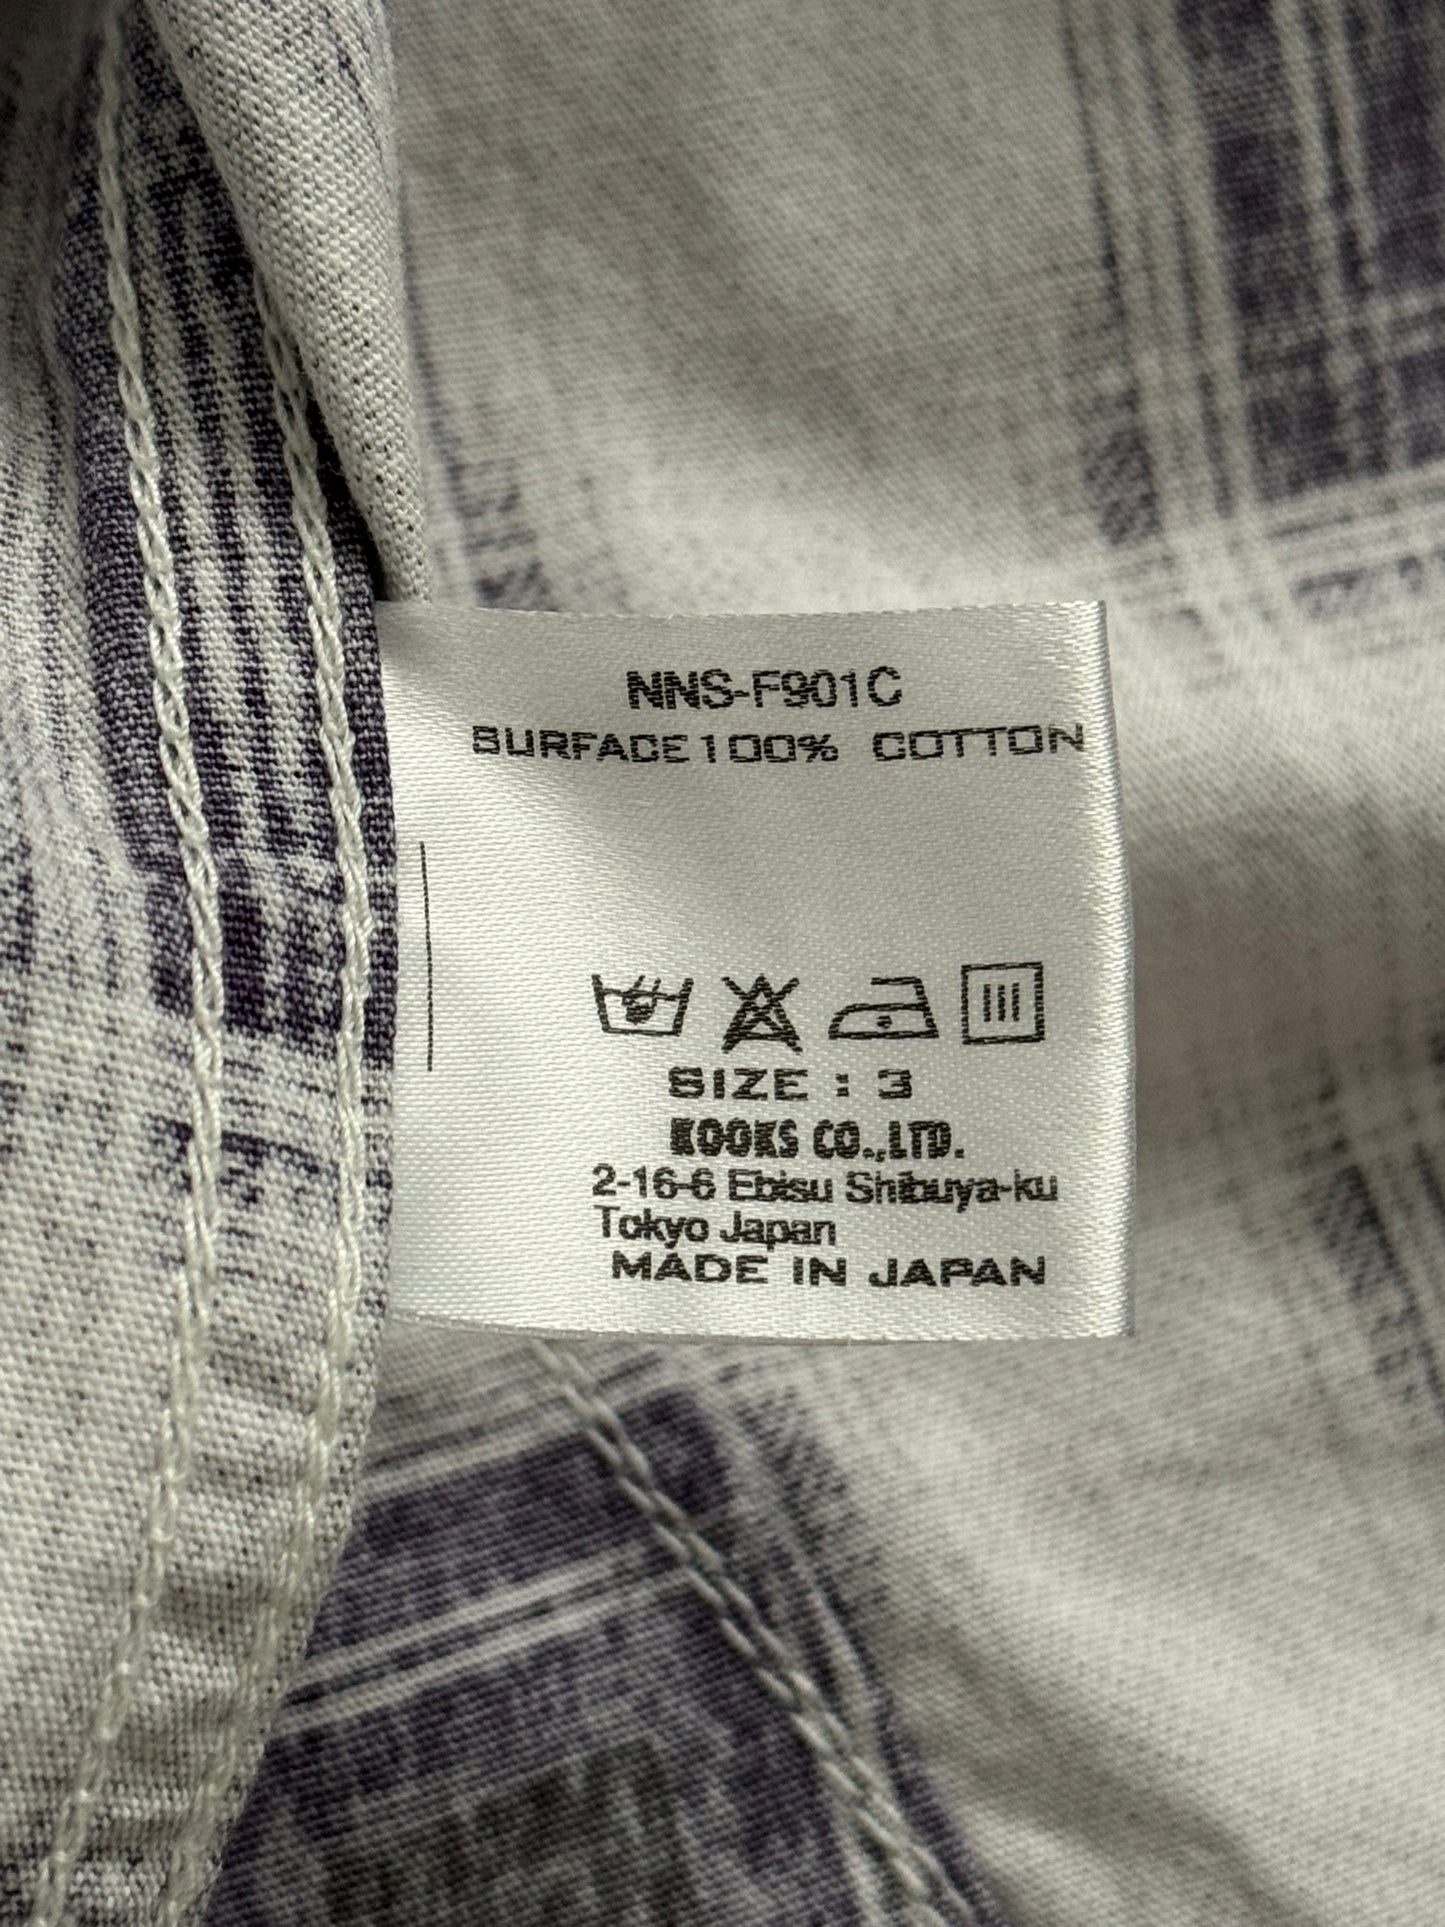 NNS-F901C
SURFACE100% COTTON
SIZE : 3
KOOKS CO.,LTD.
2-16-6 Ebisu Shibuya-ku
Tokyo Japan
MADE IN JAPAN